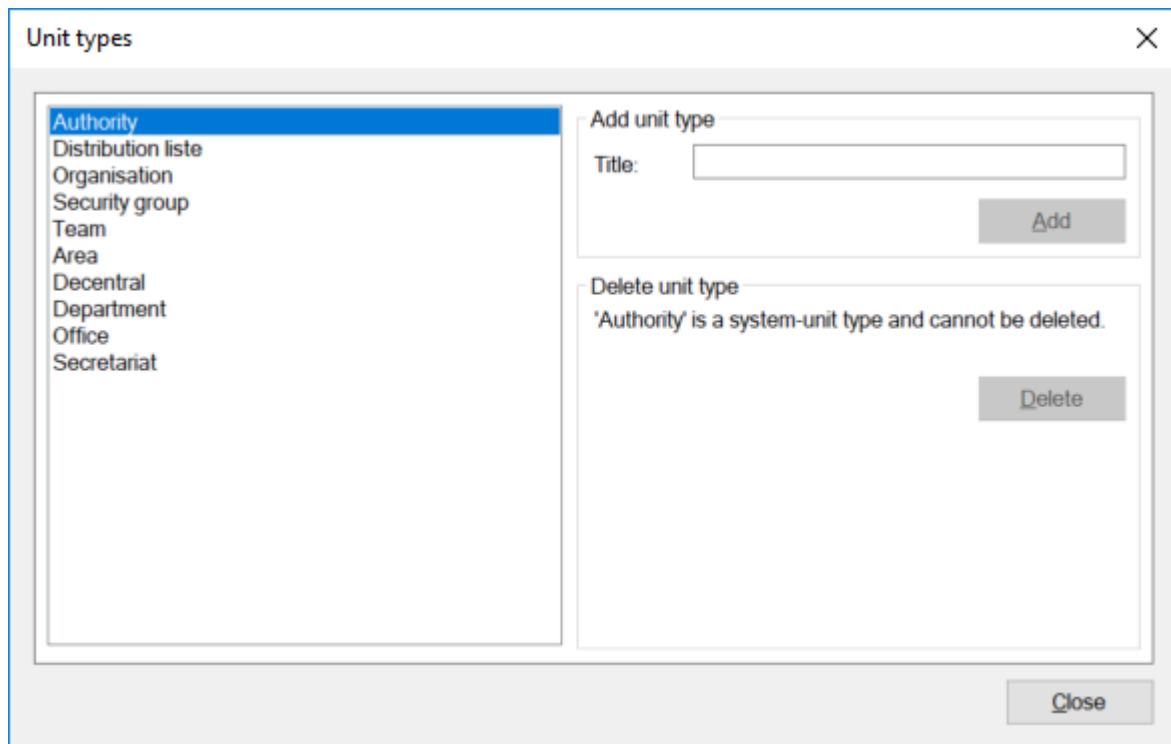 Unit types
Authority
Distribution liste
Organisation
Security group
Team
Area
Decentral
Department
Office
Secretariat
Add unit type
Title:
Add
Delete unit type
'Authority' is a system-unit type and cannot be deleted.
Delete
Close